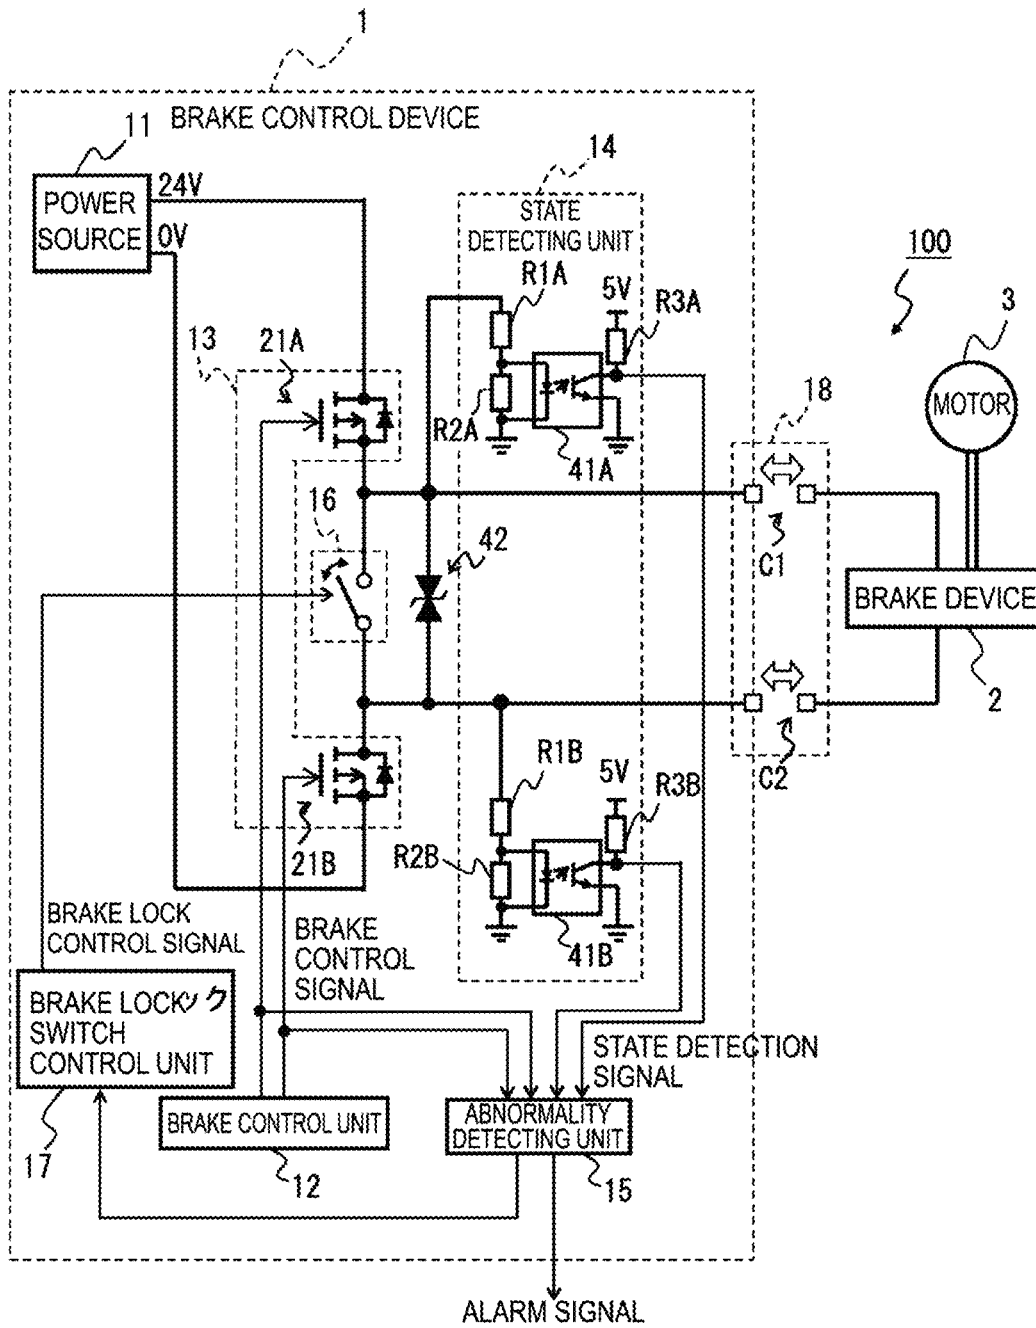 1
BRAKE CONTROL DEVICE
11
14
POWER
SOURCE
24V
0V
STATE
DETECTING UNIT
100
R1A
5V
R3A
3
13
21A
MOTOR
R2A
18
41A
16
42
C1
BRAKE DEVICE
2
R1B
5V
R3B
C2
21B
R2B
BRAKE LOCK
CONTROL SIGNAL
BRAKE
CONTROL
SIGNAL
41B
BRAKE LOCKック
SWITCH
CONTROL UNIT
STATE DETECTION
SIGNAL
17
BRAKE CONTROL UNIT
12
ABNORMALITY
DETECTING UNIT
15
ALARM SIGNAL